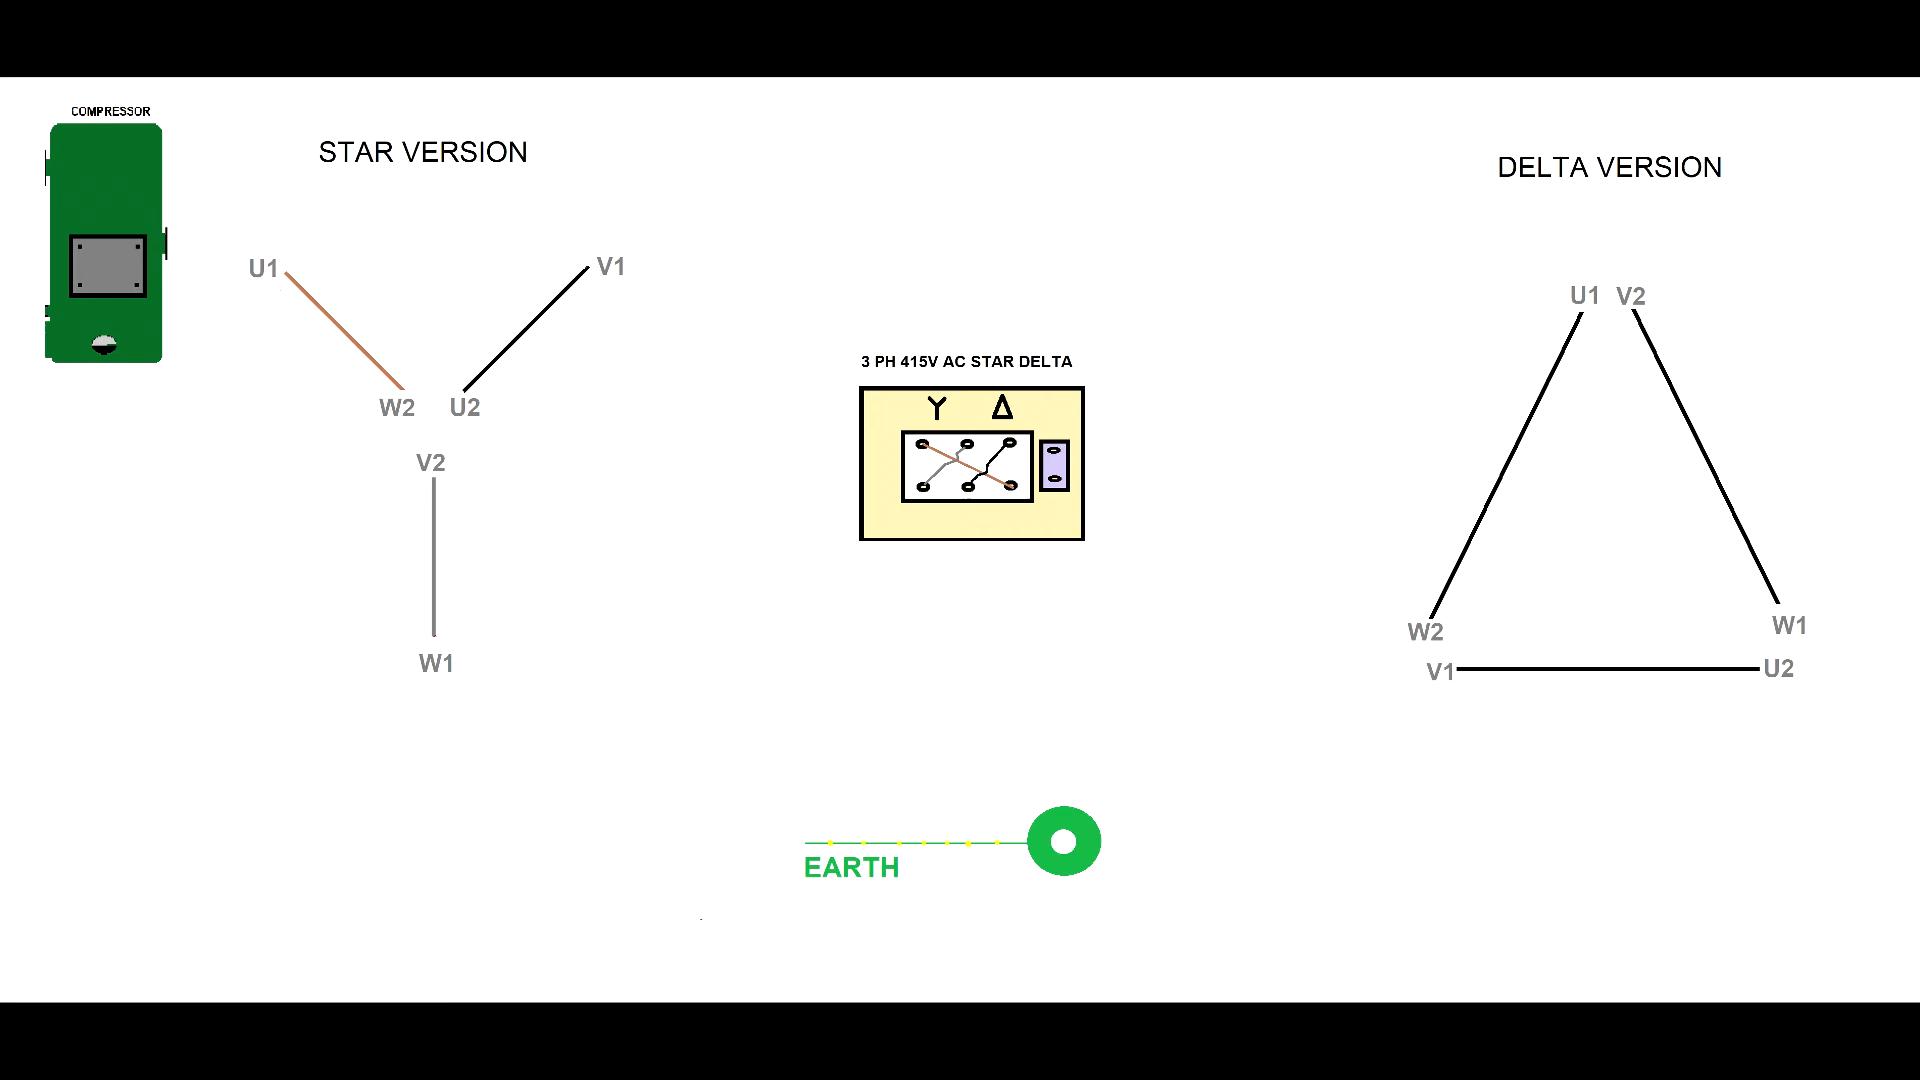 COMPRESSOR
STAR VERSION
DELTA VERSION
U1
V1
W2 U2
V2
W1
3 PH 415V AC STAR DELTA
Y Δ
U1 V2
W2
W1
V1
U2
EARTH